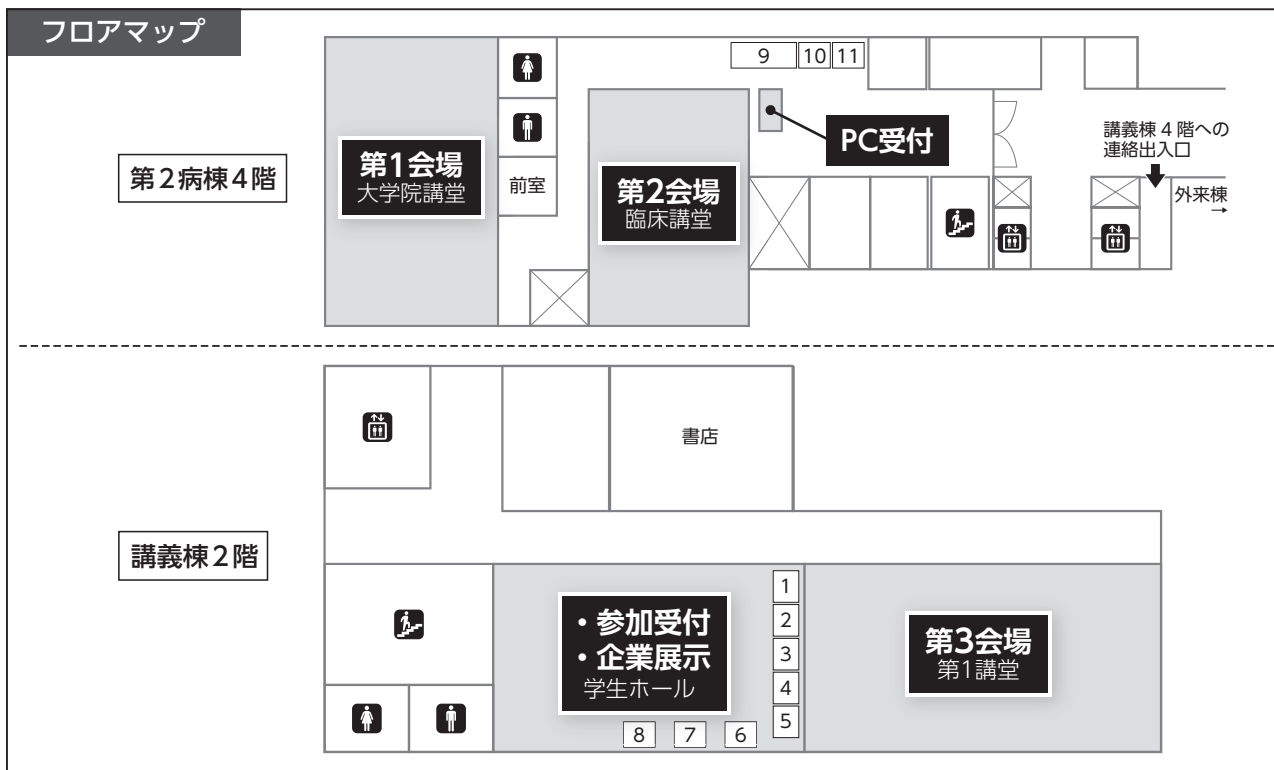 フロアマップ
第2病棟4階
第1会場
大学院講堂
前室
第2会場
臨床講堂
9
10
11
PC受付
講義棟 4 階への
連絡出入口
外来棟
→
講義棟2階
書店
・参加受付
・企業展示
学生ホール
1
2
3
4
5
8
7
6
第3会場
第1講堂